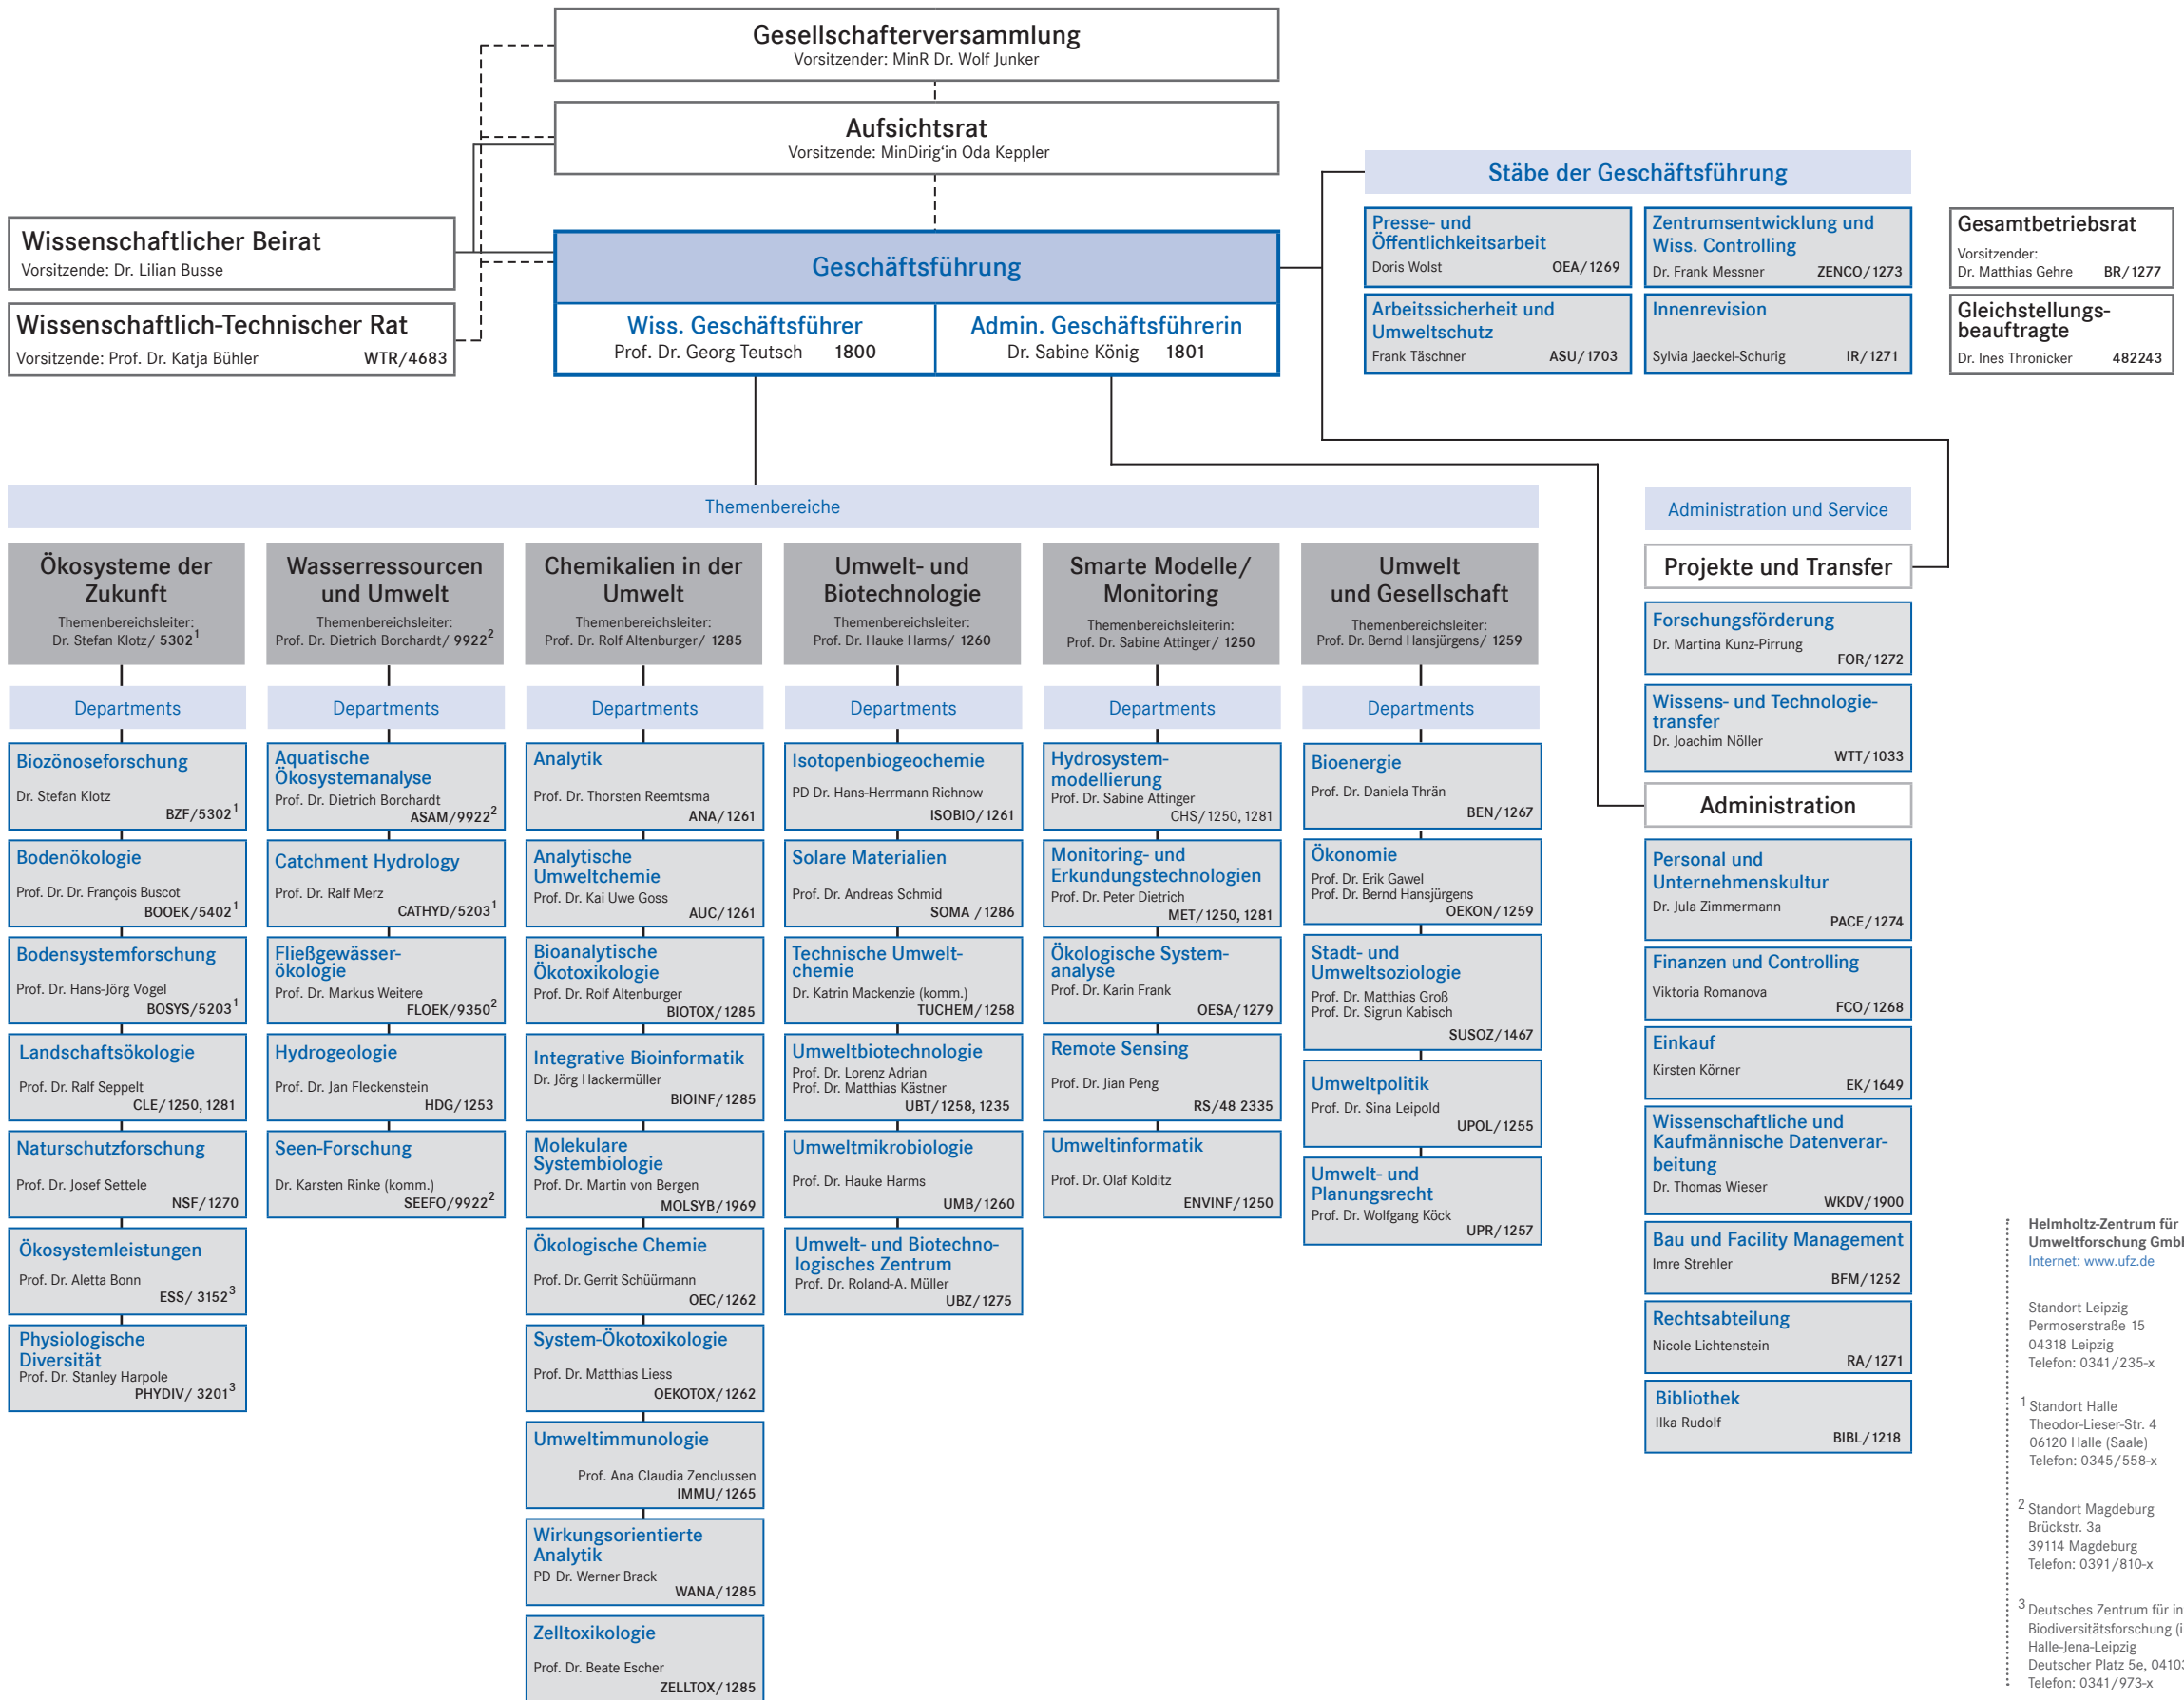 Gesellschafterversammlung
Vorsitzender: MinR Dr. Wolf Junker
Aufsichtsrat
Vorsitzende: MinDirig‘in Oda Keppler
Wissenschaftlicher Beirat
Vorsitzende: Dr. Lilian Busse
Wissenschaftlich-Technischer Rat
Vorsitzende: Prof. Dr. Katja Bühler WTR/4683
Geschäftsführung
Wiss. Geschäftsführer
Prof. Dr. Georg Teutsch 1800
Admin. Geschäftsführerin
Dr. Sabine König 1801
Stäbe der Geschäftsführung
Presse- und
Öffentlichkeitsarbeit
Doris Wolst OEA/1269
Zentrumsentwicklung und
Wiss. Controlling
Dr. Frank Messner ZENCO/1273
Arbeitssicherheit und
Umweltschutz
Frank Täschner ASU/1703
Innenrevision
Sylvia Jaeckel-Schurig IR/1271
Gesamtbetriebsrat
Vorsitzender:
Dr. Matthias Gehre BR/1277
Gleichstellungs-
beauftragte
Dr. Ines Thronicker 482243
Themenbereiche
Ökosysteme der
Zukunft
Themenbereichsleiter:
Dr. Stefan Klotz/ 5302¹
Departments
Biozönoseforschung
Dr. Stefan Klotz
BZF/5302¹
Bodenökologie
Prof. Dr. Dr. François Buscot
BOOEK/5402¹
Bodensystemforschung
Prof. Dr. Hans-Jörg Vogel
BOSYS/5203¹
Landschaftsökologie
Prof. Dr. Ralf Seppelt
CLE/1250, 1281
Naturschutzforschung
Prof. Dr. Josef Settele
NSF/1270
Ökosystemleistungen
Prof. Dr. Aletta Bonn
ESS/ 3152³
Physiologische
Diversität
Prof. Dr. Stanley Harpole
PHYDIV/ 3201³
Wasserressourcen
und Umwelt
Themenbereichsleiter:
Prof. Dr. Dietrich Borchardt/ 9922²
Departments
Aquatische
Ökosystemanalyse
Prof. Dr. Dietrich Borchardt
ASAM/9922²
Catchment Hydrology
Prof. Dr. Ralf Merz
CATHYD/5203¹
Fließgewässer-
ökologie
Prof. Dr. Markus Weitere
FLOEK/9350²
Hydrogeologie
Prof. Dr. Jan Fleckenstein
HDG/1253
Seen-Forschung
Dr. Karsten Rinke (komm.)
SEEFO/9922²
Chemikalien in der
Umwelt
Themenbereichsleiter:
Prof. Dr. Rolf Altenburger/ 1285
Departments
Analytik
Prof. Dr. Thorsten Reemtsma
ANA/1261
Analytische
Umweltchemie
Prof. Dr. Kai Uwe Goss
AUC/1261
Bioanalytische
Ökotoxikologie
Prof. Dr. Rolf Altenburger
BIOTOX/1285
Integrative Bioinformatik
Dr. Jörg Hackermüller
BIOINF/1285
Molekulare
Systembiologie
Prof. Dr. Martin von Bergen
MOLSYB/1969
Ökologische Chemie
Prof. Dr. Gerrit Schüürmann
OEC/1262
System-Ökotoxikologie
Prof. Dr. Matthias Liess
OEKOTOX/1262
Umweltimmunologie
Prof. Ana Claudia Zenclussen
IMMU/1265
Wirkungsorientierte
Analytik
PD Dr. Werner Brack
WANA/1285
Zelltoxikologie
Prof. Dr. Beate Escher
ZELLTOX/1285
Umwelt- und
Biotechnologie
Themenbereichsleiter:
Prof. Dr. Hauke Harms/ 1260
Departments
Isotopenbiogeochemie
PD Dr. Hans-Herrmann Richnow
ISOBIO/1261
Solare Materialien
Prof. Dr. Andreas Schmid
SOMA /1286
Technische Umwelt-
chemie
Dr. Katrin Mackenzie (komm.)
TUCHEM/1258
Umweltbiotechnologie
Prof. Dr. Lorenz Adrian
Prof. Dr. Matthias Kästner
UBT/1258, 1235
Umweltmikrobiologie
Prof. Dr. Hauke Harms
UMB/1260
Umwelt- und Biotechno-
logisches Zentrum
Prof. Dr. Roland-A. Müller
UBZ/1275
Smarte Modelle/
Monitoring
Themenbereichsleiterin:
Prof. Dr. Sabine Attinger/ 1250
Departments
Hydrosystem-
modellierung
Prof. Dr. Sabine Attinger
CHS/1250, 1281
Monitoring- und
Erkundungstechnologien
Prof. Dr. Peter Dietrich
MET/1250, 1281
Ökologische System-
analyse
Prof. Dr. Karin Frank
OESA/1279
Remote Sensing
Prof. Dr. Jian Peng
RS/48 2335
Umweltinformatik
Prof. Dr. Olaf Kolditz
ENVINF/1250
Umwelt
und Gesellschaft
Themenbereichsleiter:
Prof. Dr. Bernd Hansjürgens/ 1259
Departments
Bioenergie
Prof. Dr. Daniela Thrän
BEN/1267
Ökonomie
Prof. Dr. Erik Gawel
Prof. Dr. Bernd Hansjürgens
OEKON/1259
Stadt- und
Umweltsoziologie
Prof. Dr. Matthias Groß
Prof. Dr. Sigrun Kabisch
SUSOZ/1467
Umweltpolitik
Prof. Dr. Sina Leipold
UPOL/1255
Umwelt- und
Planungsrecht
Prof. Dr. Wolfgang Köck
UPR/1257
Administration und Service
Projekte und Transfer
Forschungsförderung
Dr. Martina Kunz-Pirrung
FOR/1272
Wissens- und Technologie-
transfer
Dr. Joachim Nöller
WTT/1033
Administration
Personal und
Unternehmenskultur
Dr. Jula Zimmermann
PACE/1274
Finanzen und Controlling
Viktoria Romanova
FCO/1268
Einkauf
Kirsten Körner
EK/1649
Wissenschaftliche und
Kaufmännische Datenverar-
beitung
Dr. Thomas Wieser
WKDV/1900
Bau und Facility Management
Imre Strehler
BFM/1252
Rechtsabteilung
Nicole Lichtenstein
RA/1271
Bibliothek
Ilka Rudolf
BIBL/1218
Helmholtz-Zentrum für
Umweltforschung
Internet: www.ufz.de
Standort Leipzig
Permoserstraße 15
04318 Leipzig
Telefon: 0341/235-x
¹ Standort Halle
Theodor-Lieser-Str. 4
06120 Halle (Saale)
Telefon: 0345/558-x
² Standort Magdeburg
Brückstr. 3a
39114 Magdeburg
Telefon: 0391/810-x
³ Deutsches Zentrum für
Biodiversitätsforschung
Halle-Jena-Leipzig
Deutscher Platz 5e,
Telefon: 0341/973-x